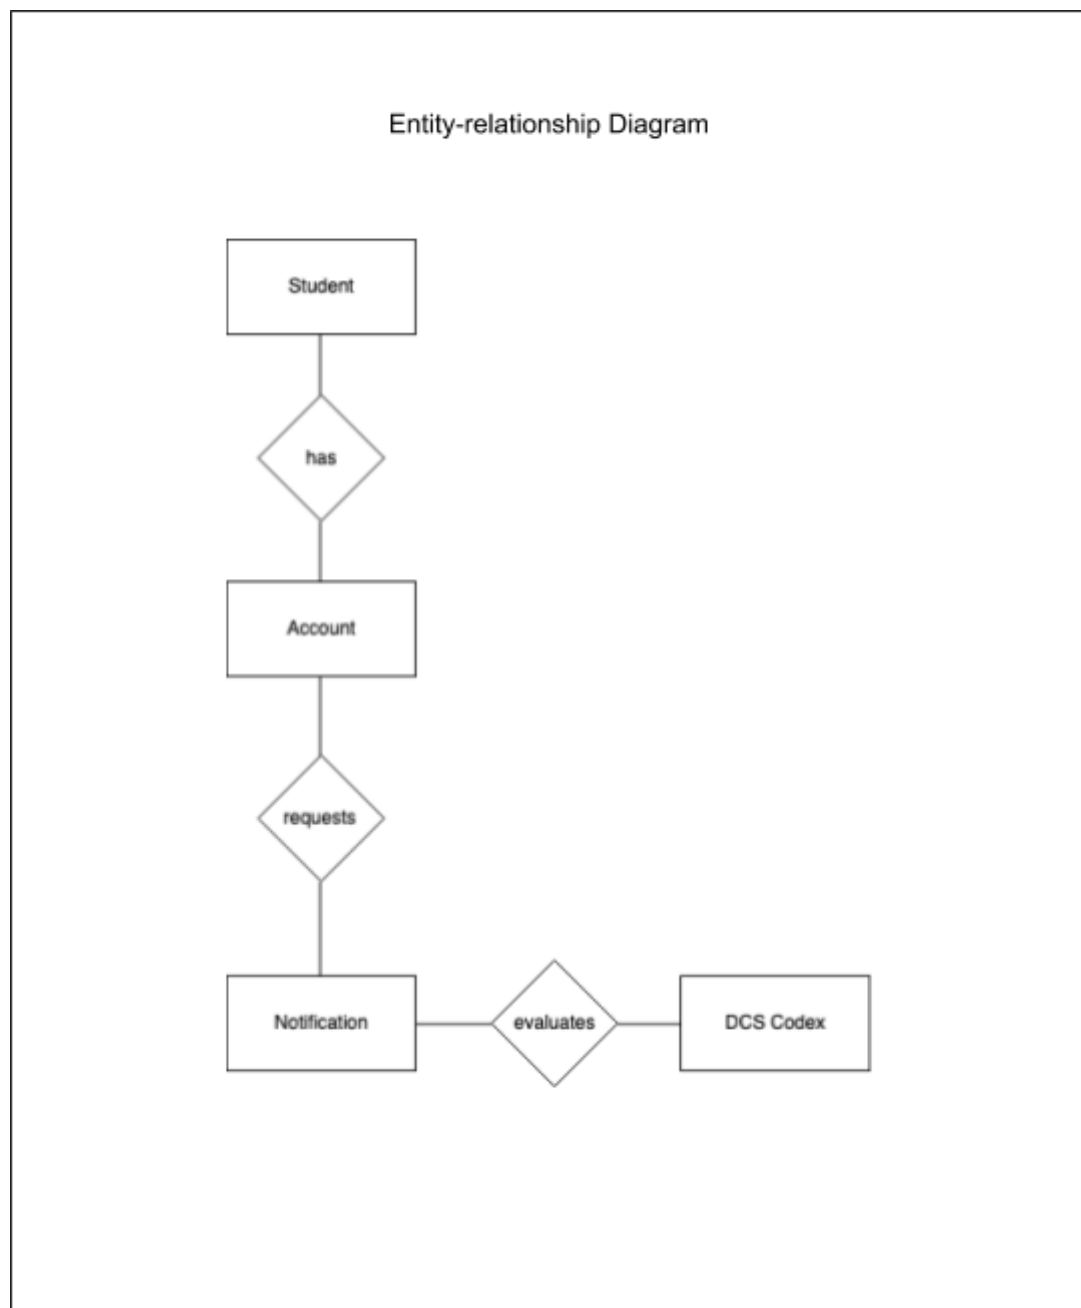 Entity-relationship Diagram
Student
has
Account
requests
Notification
evaluates
DCS Codex